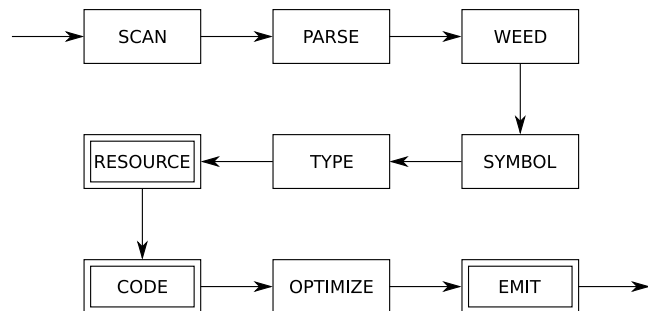 SCAN
PARSE
WEED
RESOURCE
TYPE
SYMBOL
CODE
OPTIMIZE
EMIT